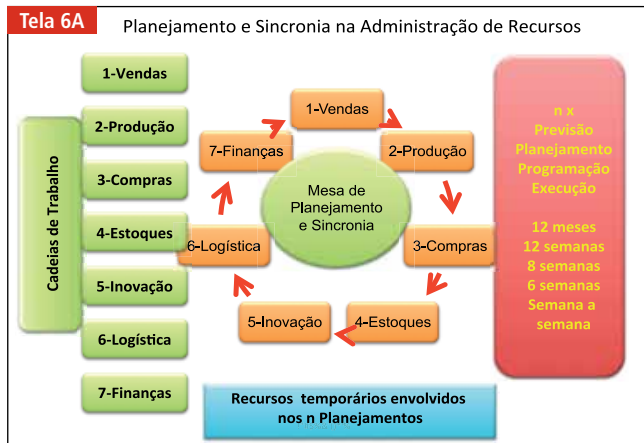 Tela 6A
Planejamento e Sincronia na Administração de Recursos
Cadeias de Trabalho
1-Vendas
2-Produção
3-Compras
4-Estoques
5-Inovação
6-Logística
7-Finanças
1-Vendas
2-Produção
3-Compras
4-Estoques
5-Inovação
6-Logística
7-Finanças
Mesa de
Planejamento
e Sincronia
n x
Previsão
Planejamento
Programação
Execução
12 meses
12 semanas
8 semanas
6 semanas
Semana a
semana
Recursos temporários envolvidos
nos n Planejamentos